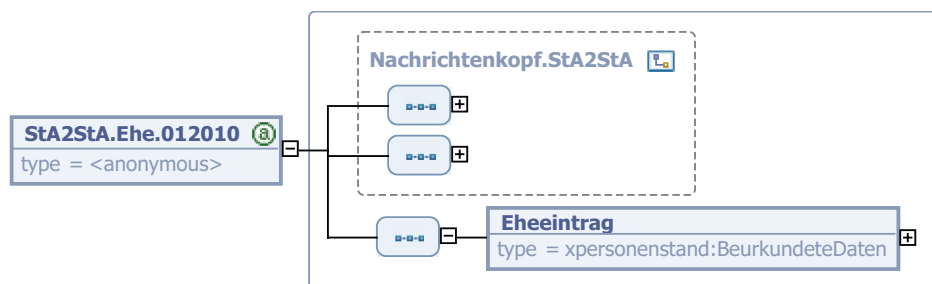 Nachrichtenkopf.StA2StA
StA2StA.Ehe.012010 @
type = <anonymous>
Eheeintrag
type = xpersonenstand:BeurkundeteDaten